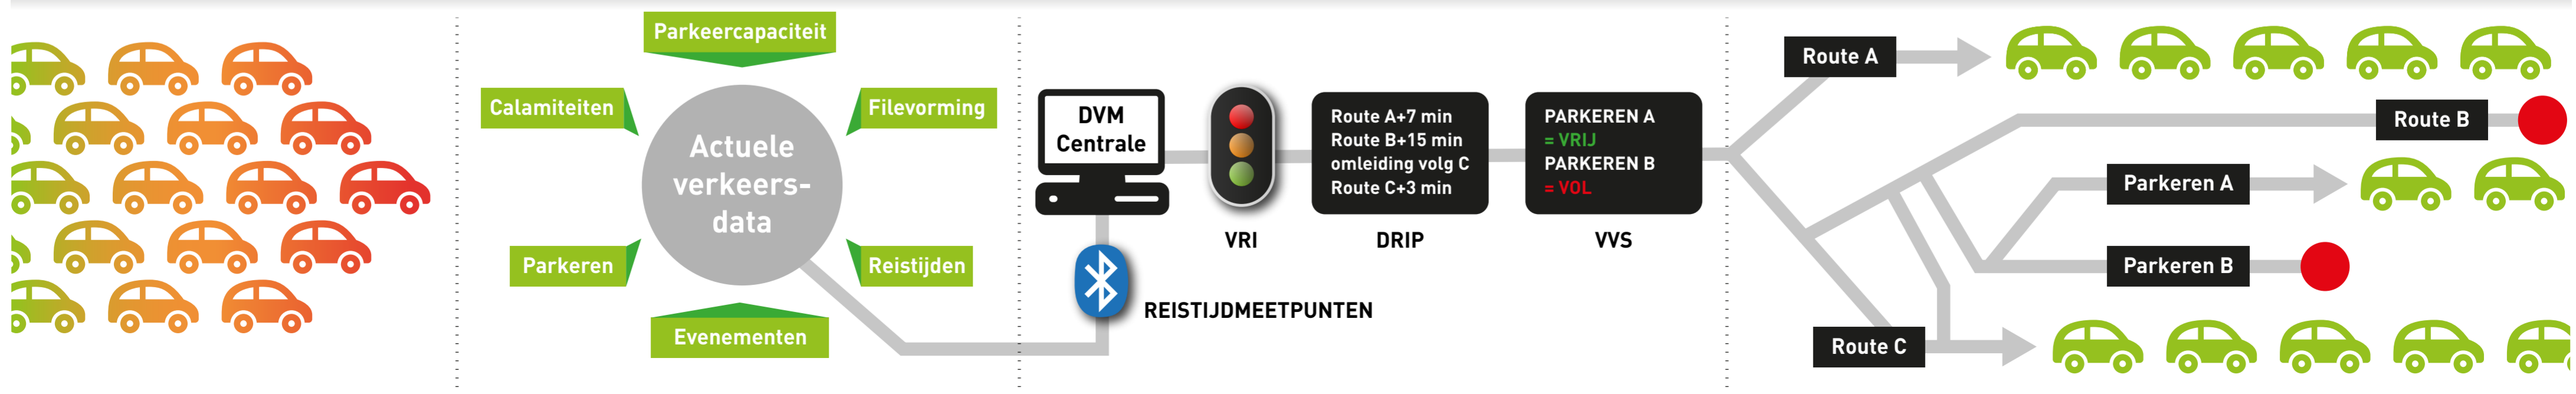 Parkeercapaciteit
Calamiteiten
Filevorming
Actuele
verkeers-
data
Parkeren
Reistijden
Evenementen
DVM
Centrale
REISTIJDMEETPUNTEN
VRI
Route A+7 min
Route B+15 min
omleiding volg C
Route C+3 min
DRIP
PARKEREN A
= VRIJ
PARKEREN B
= VOL
VVS
Route A
Route B
Parkeren A
Parkeren B
Route C